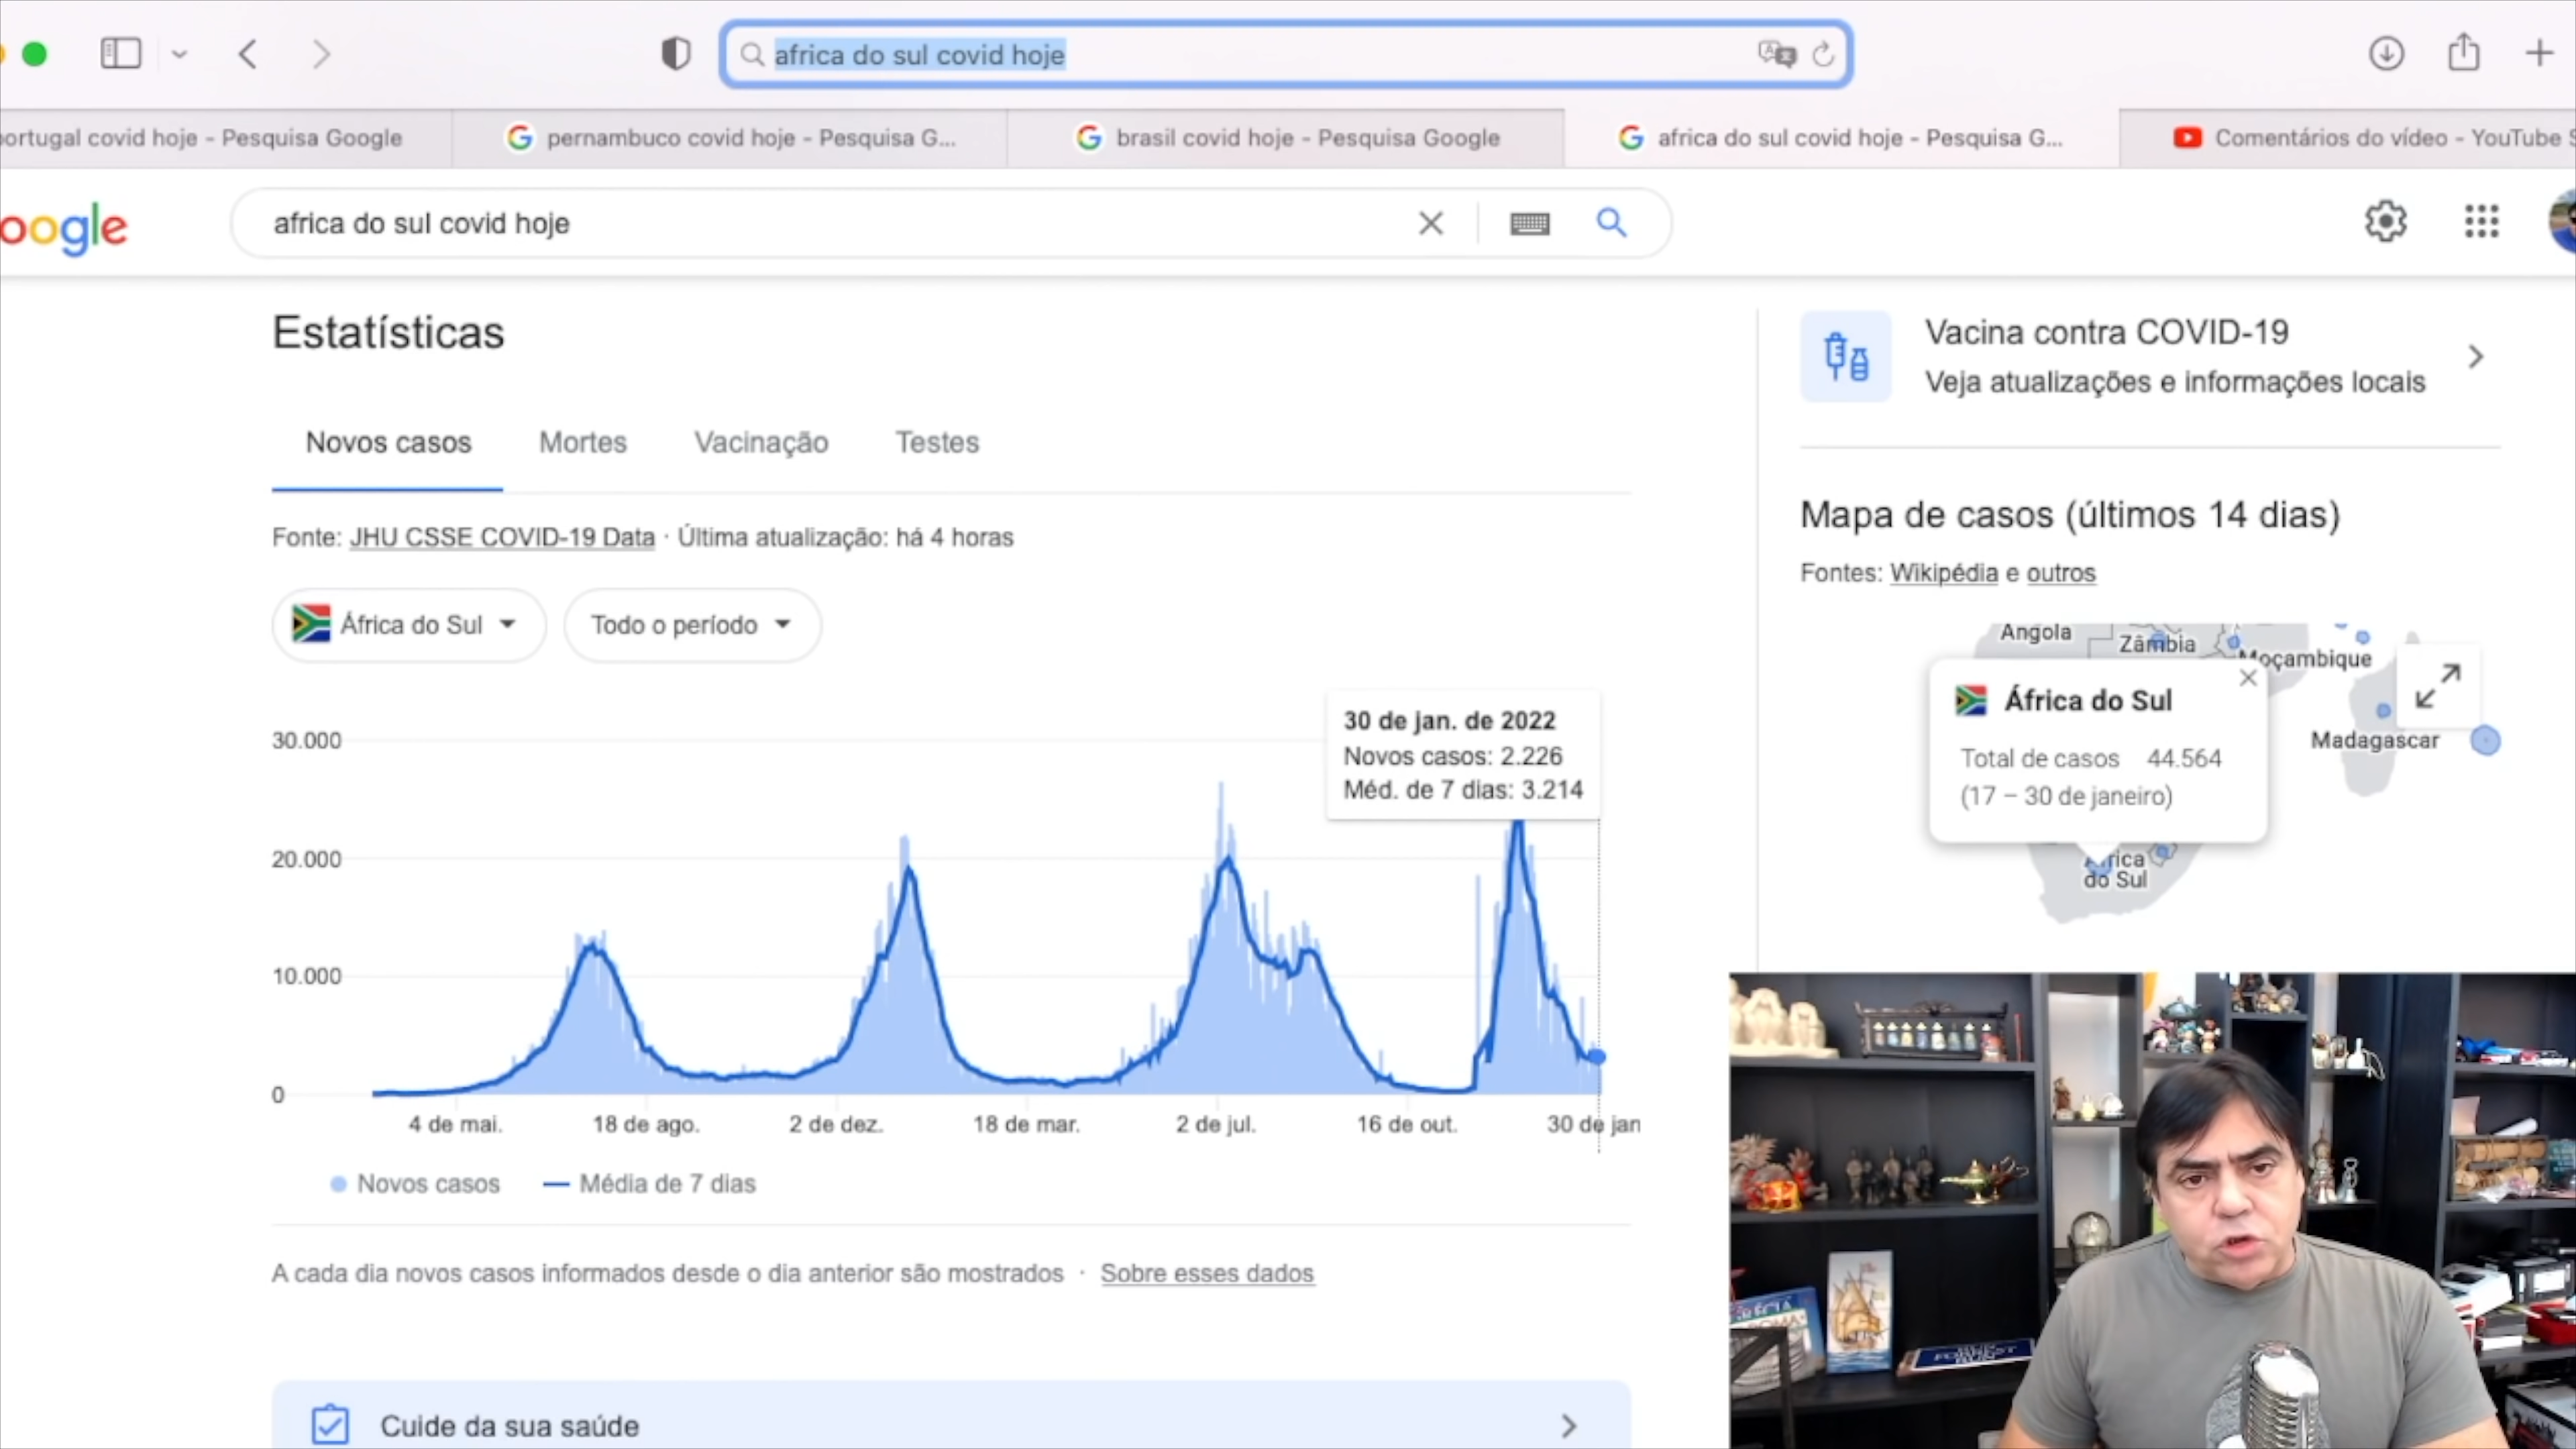 africa do sul covid hoje
portugal covid hoje - Pesquisa Google
pernambuco covid hoje - Pesquisa G...
brasil covid hoje - Pesquisa Google
africa do sul covid hoje - Pesquisa G...
Comentários do vídeo - YouTube S
oogle
africa do sul covid hoje
Estatísticas
Novos casos
Mortes
Vacinação
Testes
Fonte: JHU CSSE COVID-19 Data · Última atualização: há 4 horas
África do Sul
Todo o período
30 de jan. de 2022
Novos casos: 2.226
Méd. de 7 dias: 3.214
30.000
20.000
10.000
0
4 de mai.
18 de ago.
2 de dez.
18 de mar.
2 de jul.
16 de out.
30 de jan
Novos casos
Média de 7 dias
A cada dia novos casos informados desde o dia anterior são mostrados · Sobre esses dados
Cuide da sua saúde
Vacina contra COVID-19
Veja atualizações e informações locais
Mapa de casos (últimos 14 dias)
Fontes: Wikipédia e outros
Angola
Zâmbia
Moçambique
Madagascar
África do Sul
Total de casos 44.564
(17 – 30 de janeiro)
África
do Sul